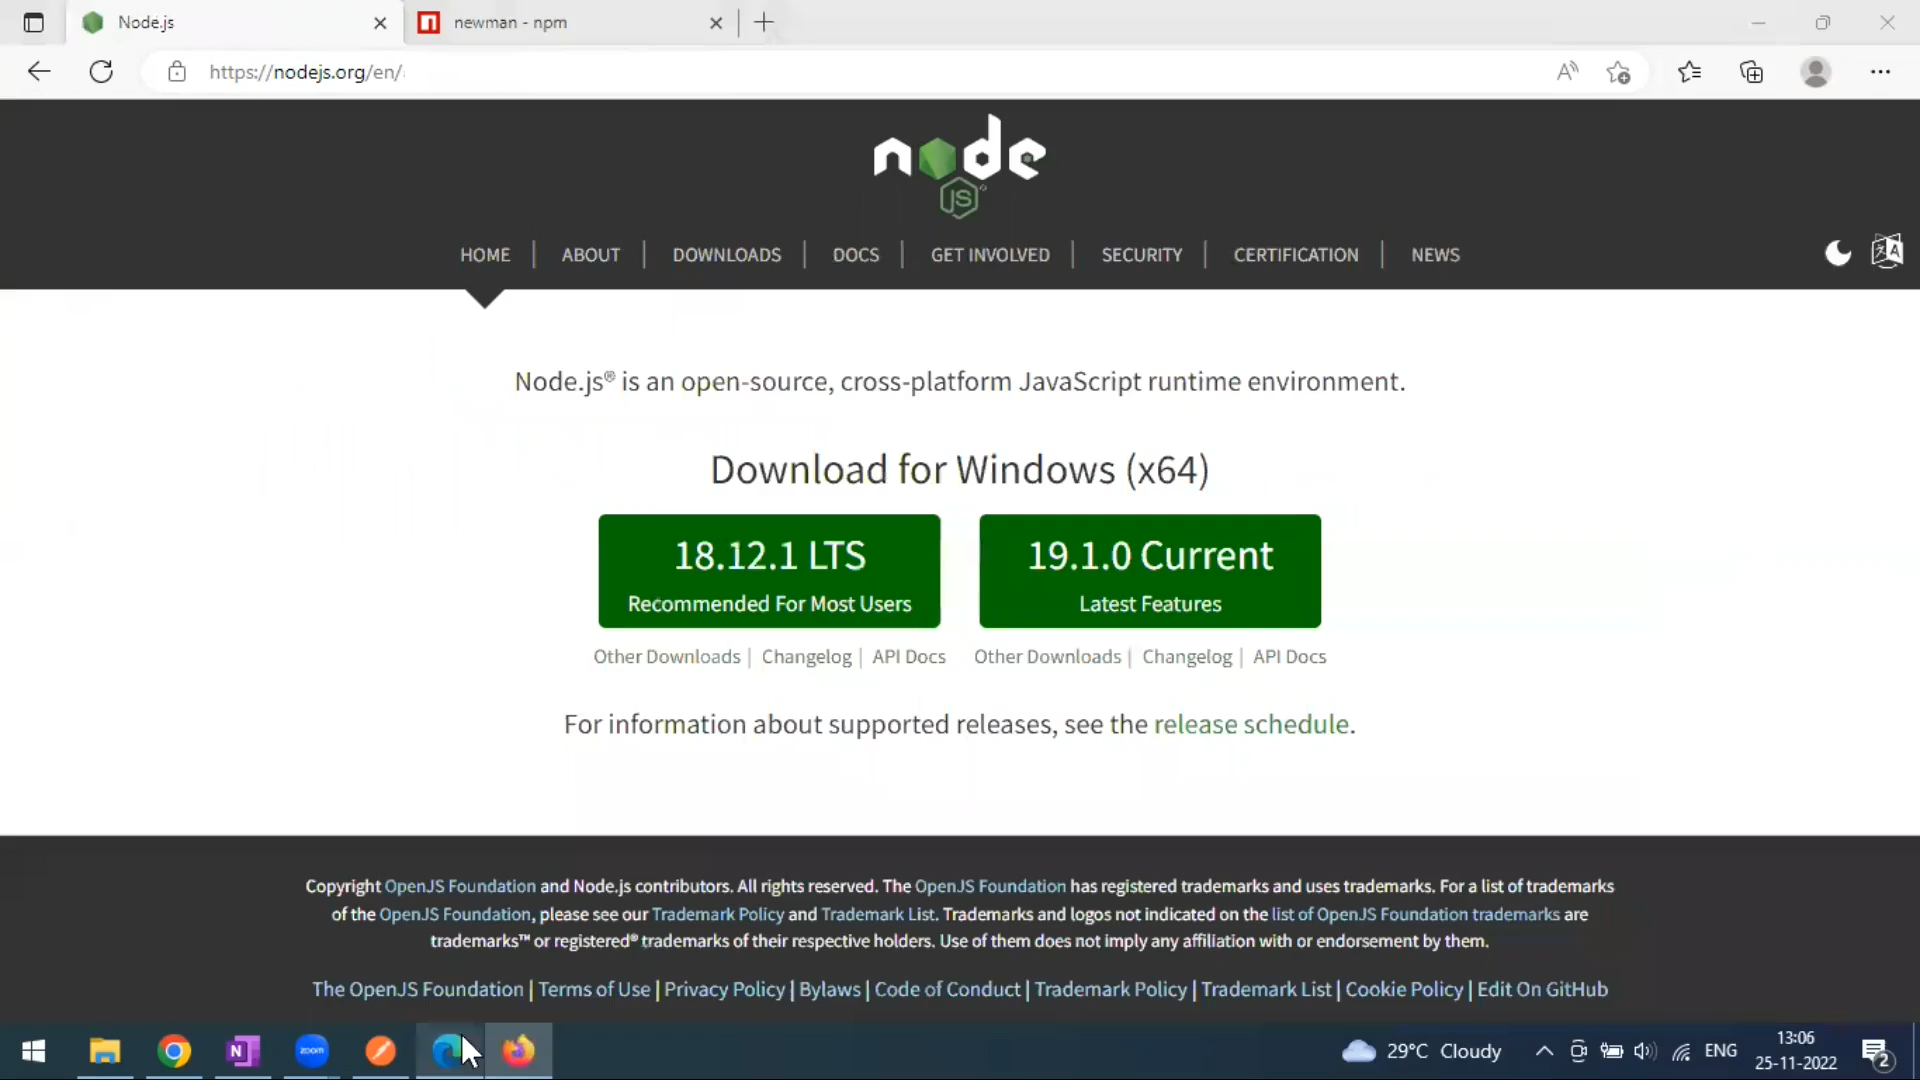 Node.js
newman - npm
https://nodejs.org/en/
node
JS
HOME
ABOUT
DOWNLOADS
DOCS
GET INVOLVED
SECURITY
CERTIFICATION
NEWS
Node.js® is an open-source, cross-platform JavaScript runtime environment.
Download for Windows (x64)
18.12.1 LTS
Recommended For Most Users
19.1.0 Current
Latest Features
Other Downloads | Changelog | API Docs
Other Downloads | Changelog | API Docs
For information about supported releases, see the release schedule.
Copyright OpenJS Foundation and Node.js contributors. All rights reserved. The OpenJS Foundation has registered trademarks and uses trademarks. For a list of trademarks
of the OpenJS Foundation, please see our Trademark Policy and Trademark List. Trademarks and logos not indicated on the list of OpenJS Foundation trademarks are
trademarks™ or registered® trademarks of their respective holders. Use of them does not imply any affiliation with or endorsement by them.
The OpenJS Foundation | Terms of Use | Privacy Policy | Bylaws | Code of Conduct | Trademark Policy | Trademark List | Cookie Policy | Edit On GitHub
N
zoom
29°C Cloudy
ENG
13:06
25-11-2022
2